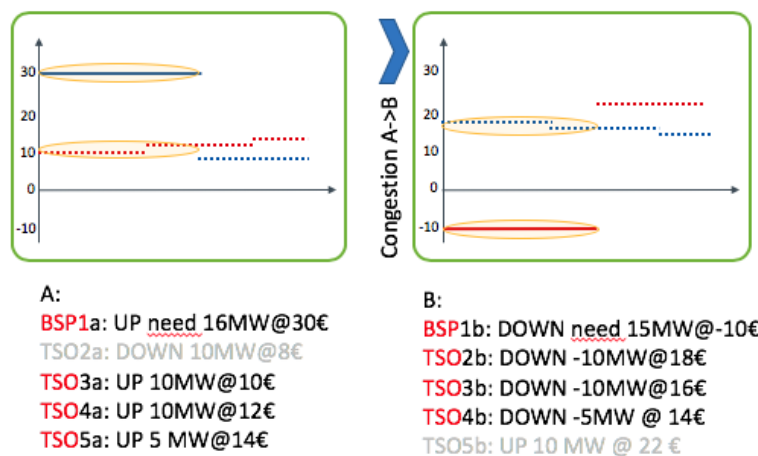 30
20
10
0
-10
Congestion A->B
30
20
10
0
-10
A:
BSP1a: UP need 16MW@30€
TSO2a: DOWN 10MW@8€
TSO3a: UP 10MW@10€
TSO4a: UP 10MW@12€
TSO5a: UP 5 MW@14€
B:
BSP1b: DOWN need 15MW@-10€
TSO2b: DOWN -10MW@18€
TSO3b: DOWN -10MW@16€
TSO4b: DOWN -5MW @ 14€
TSO5b: UP 10 MW @ 22 €